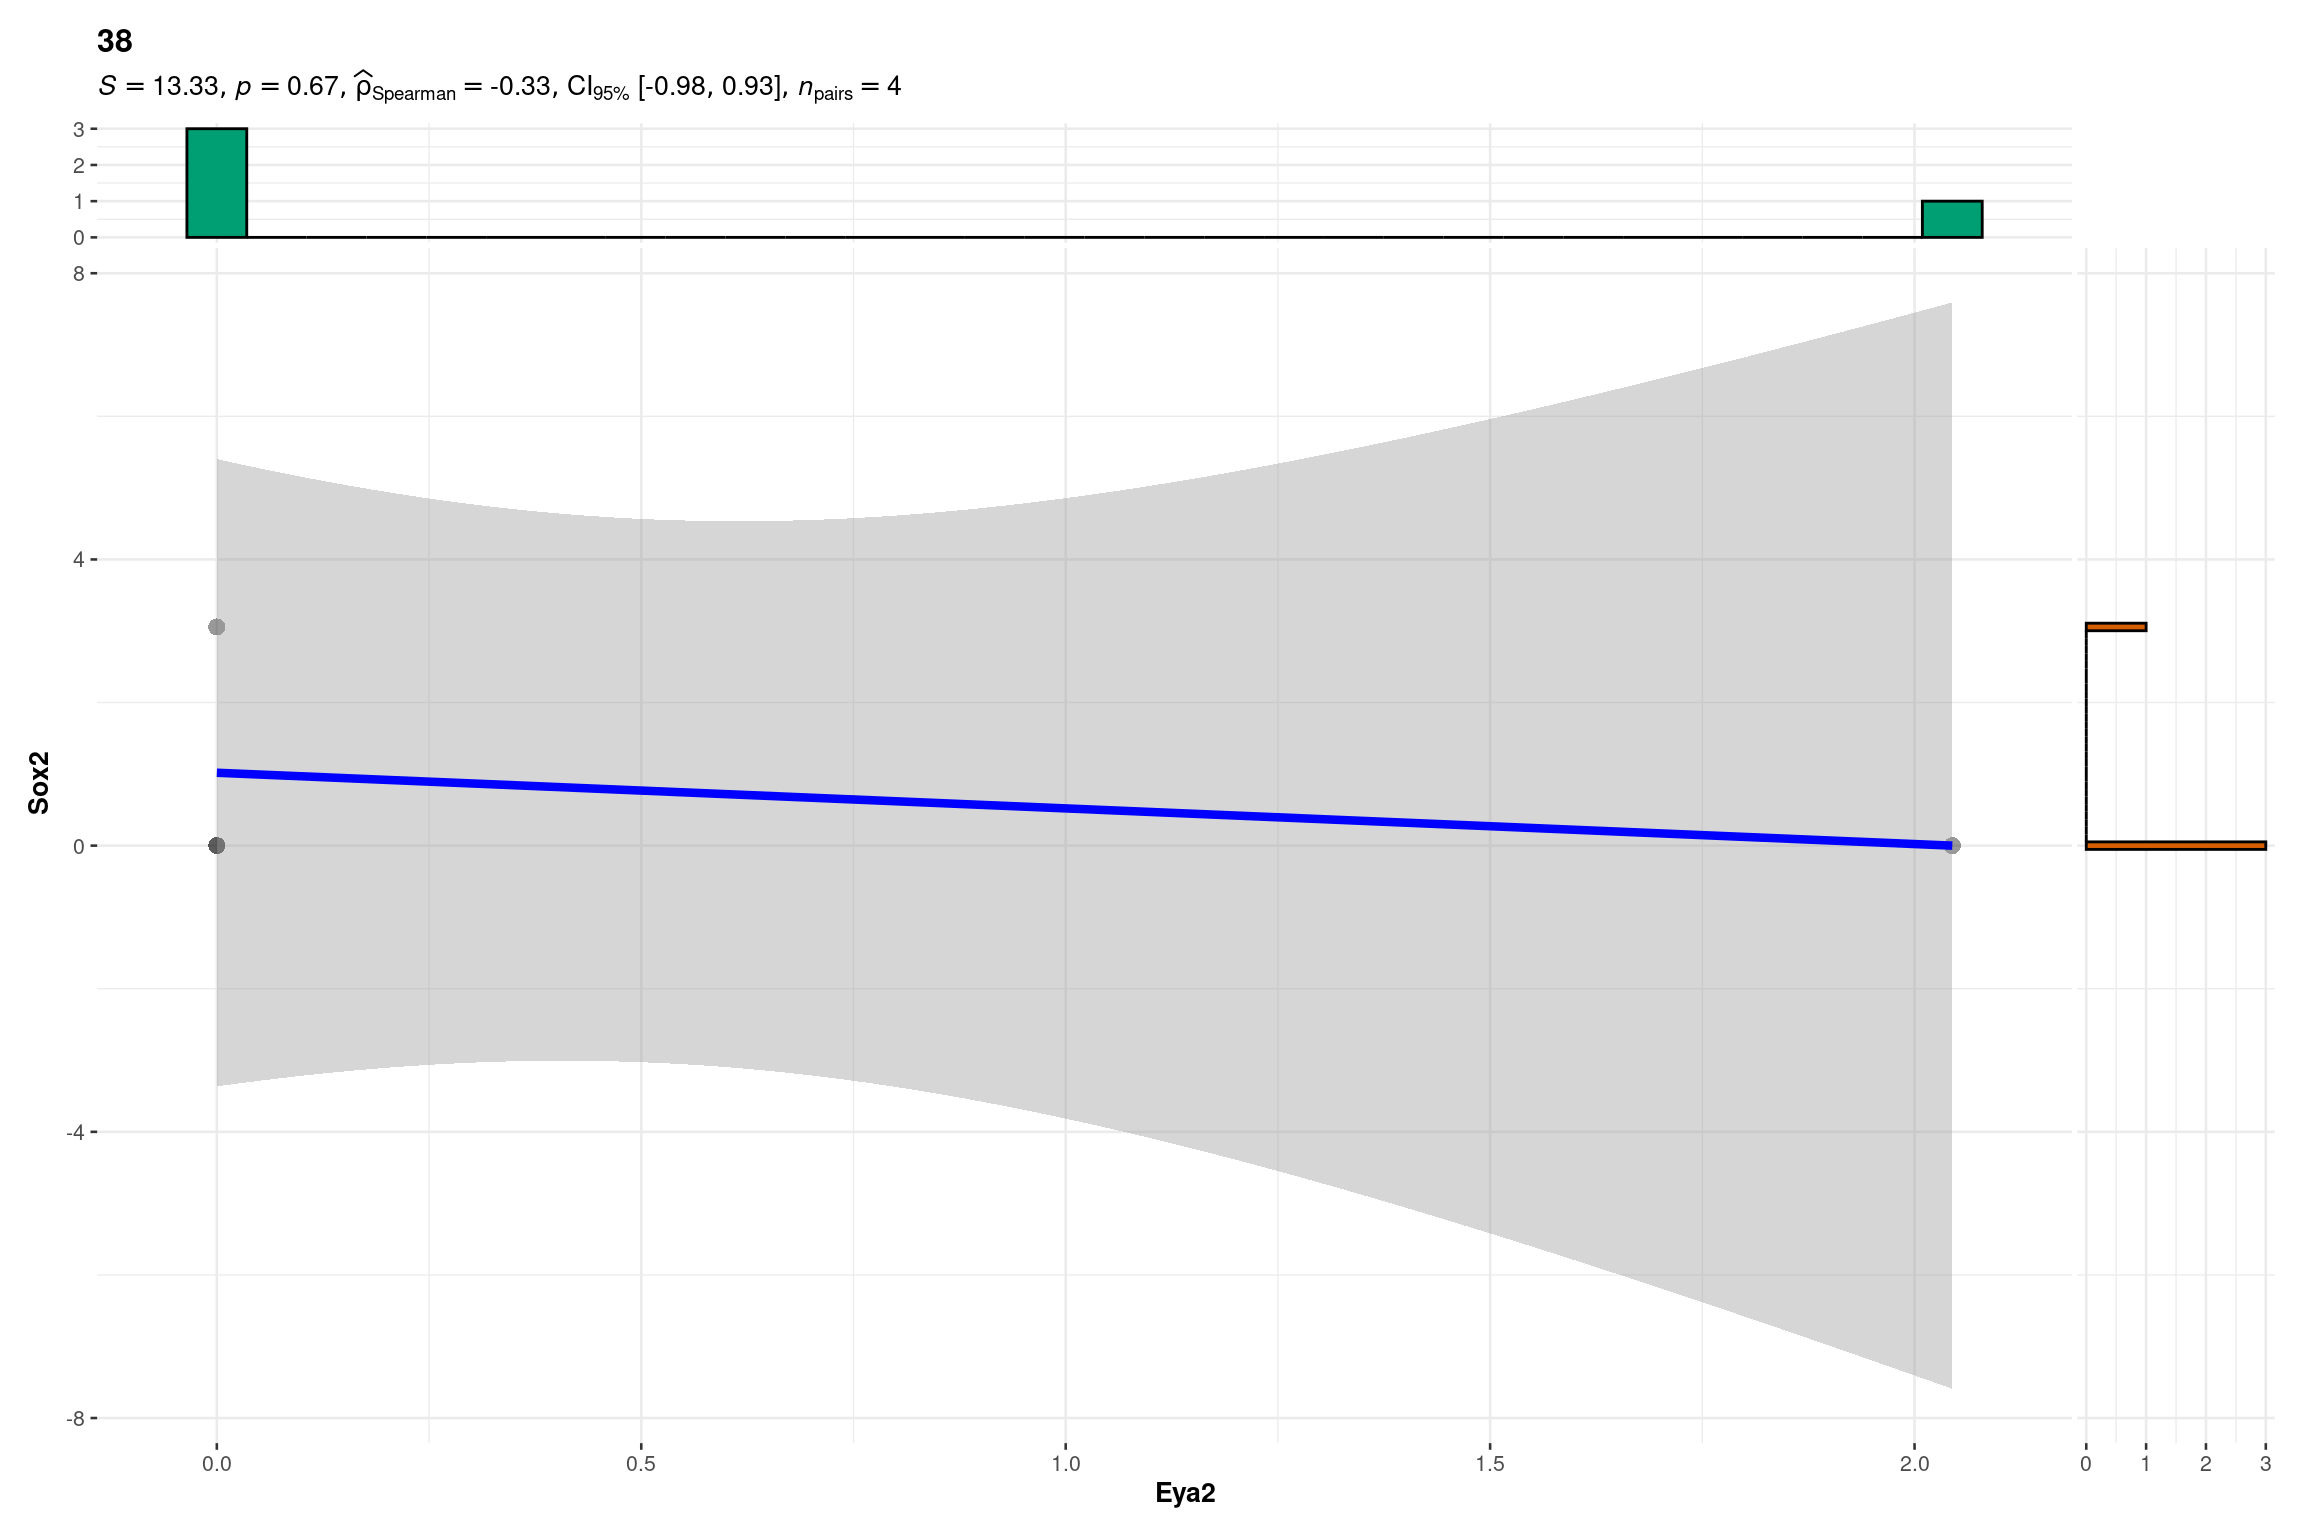 38
S = 13.33, p = 0.67, ρ̂Spearman = -0.33, CI95% [-0.98, 0.93], npairs = 4
3
2
1
0
8
4
0
-4
-8
Sox2
0.0 0.5 1.0 1.5 2.0
0 1 2 3
Eya2